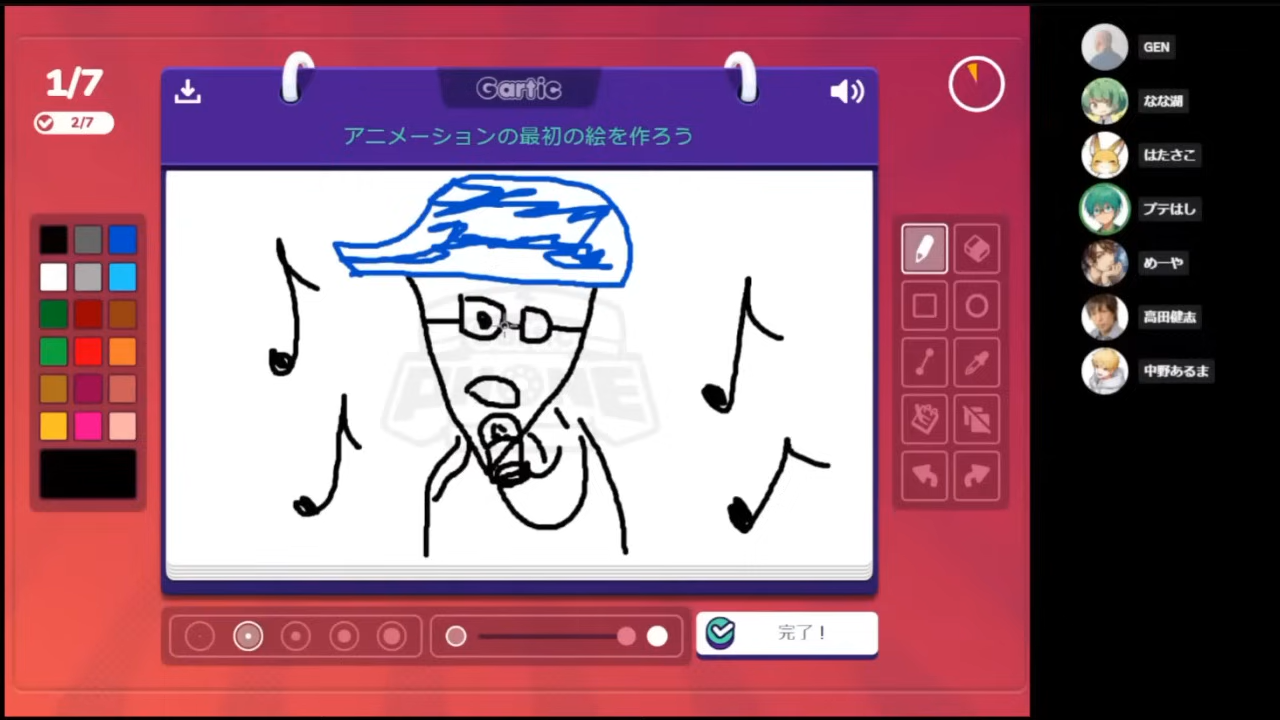 1/7
2/7
Gartic
アニメーションの最初の絵を作ろう
PHONE
完了！
GEN
なな湖
はたさこ
プテはし
めーや
高田健志
中野あるま